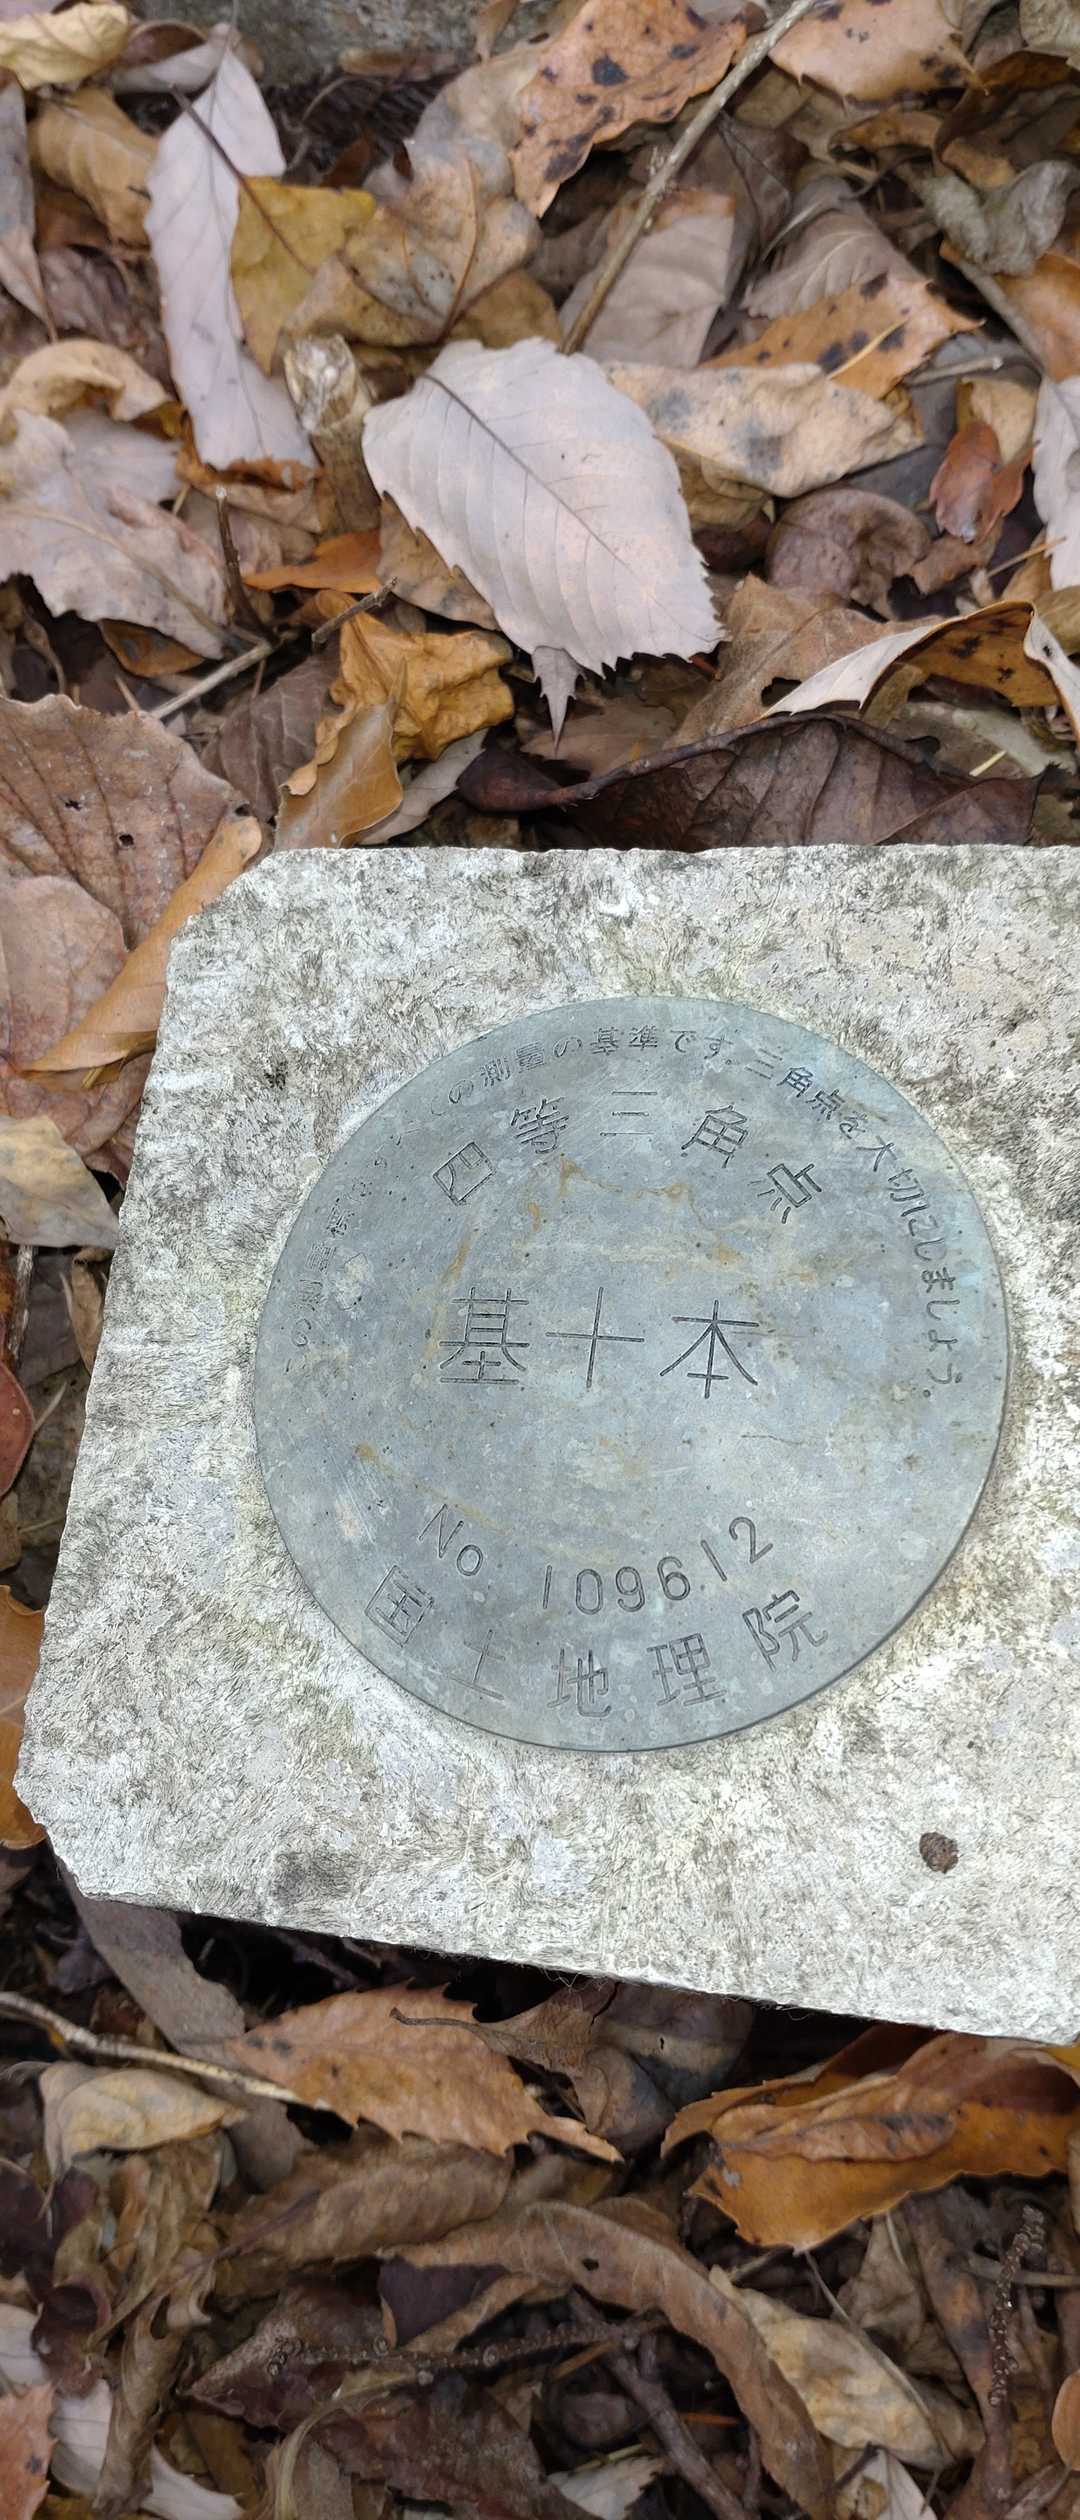 この測量標はすべての測量の基準です。三角点を大切にしましょう。
四等三角点
基十本
No 109612
国土地理院